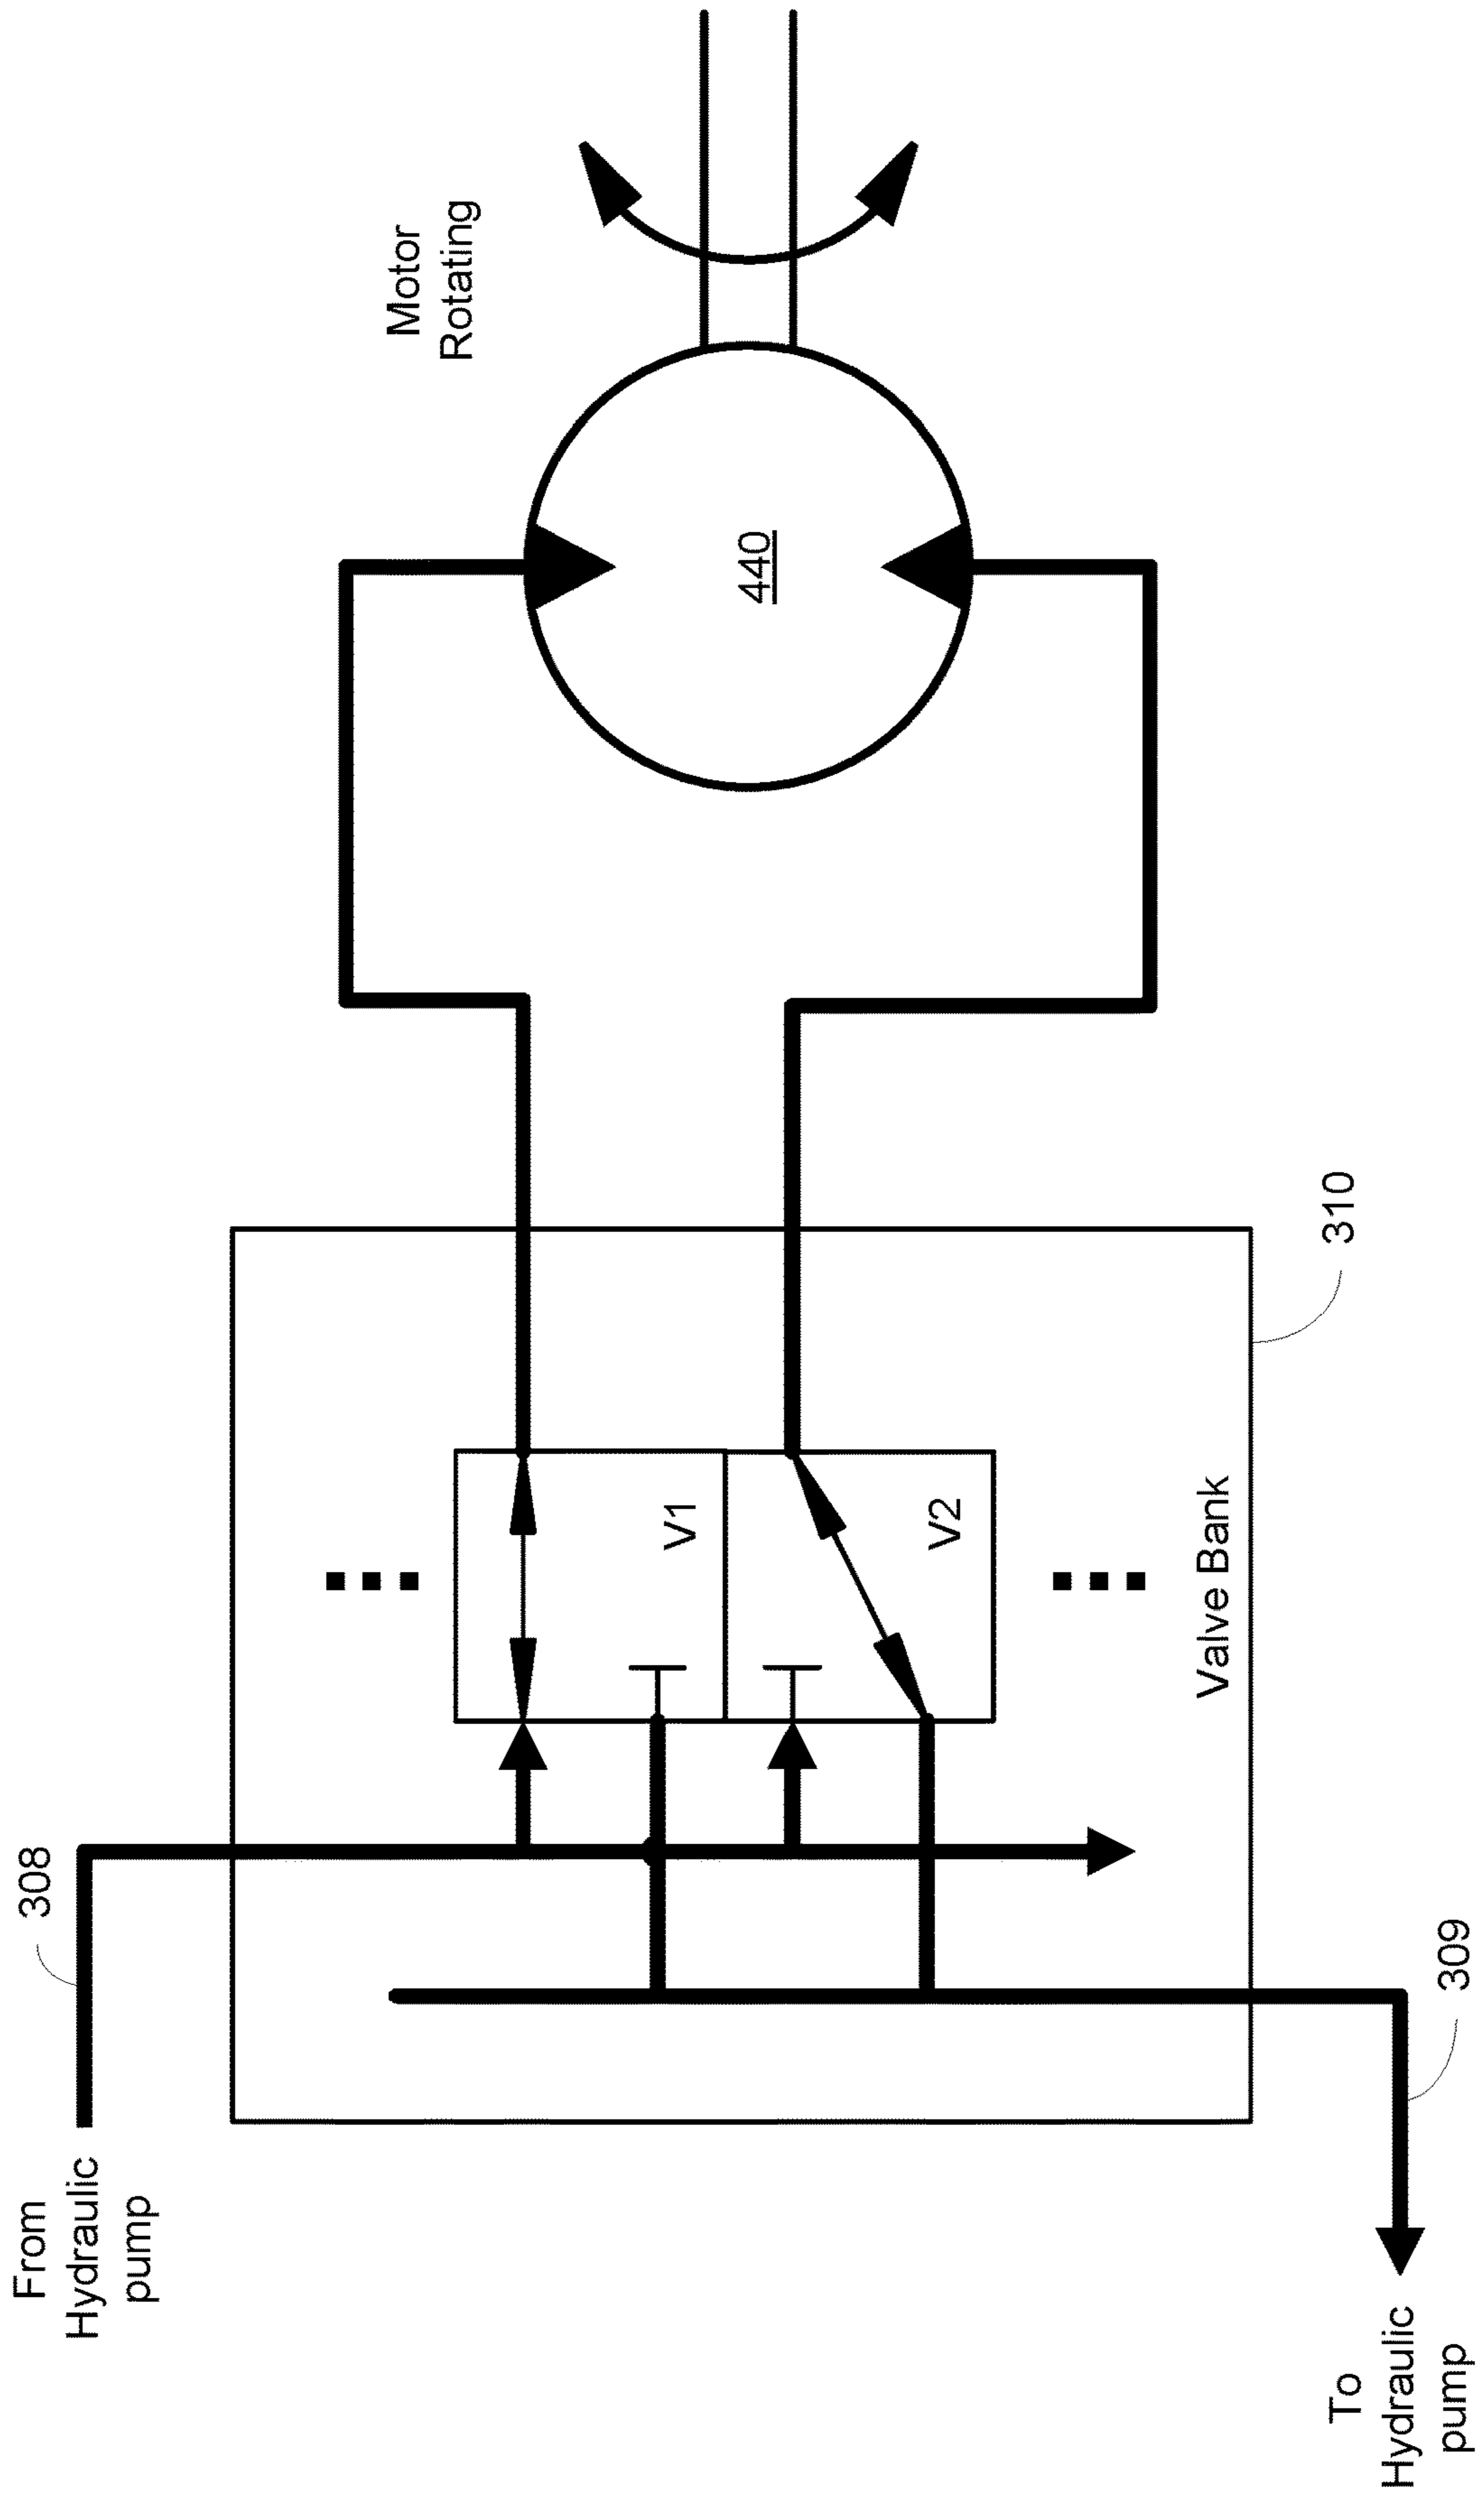 Motor
Rotating
440
310
V1
V2
Valve Bank
308
309
From
Hydraulic
pump
To
Hydraulic
pump